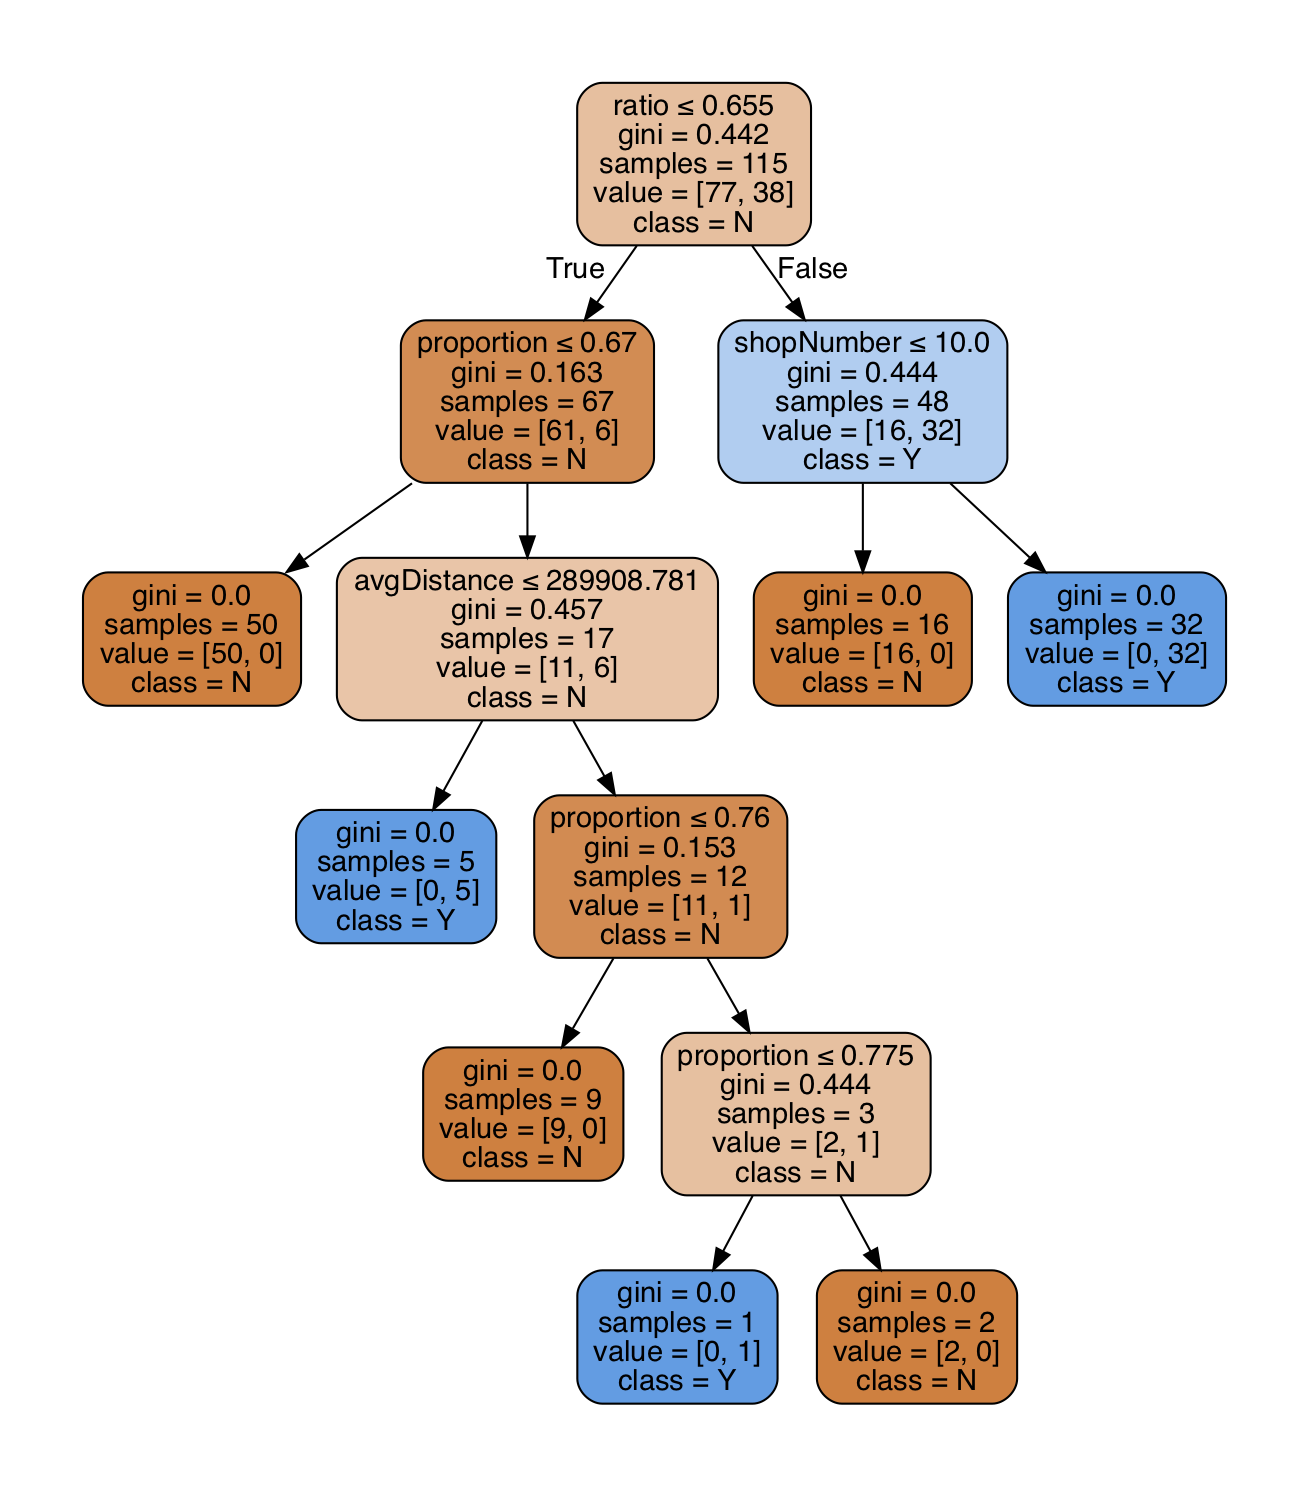 ratio ≤ 0.655
gini = 0.442
samples = 115
value = [77, 38]
class = N
True
False
proportion ≤ 0.67
gini = 0.163
samples = 67
value = [61, 6]
class = N
shopNumber ≤ 10.0
gini = 0.444
samples = 48
value = [16, 32]
class = Y
gini = 0.0
samples = 50
value = [50, 0]
class = N
avgDistance ≤ 289908.781
gini = 0.457
samples = 17
value = [11, 6]
class = N
gini = 0.0
samples = 16
value = [16, 0]
class = N
gini = 0.0
samples = 32
value = [0, 32]
class = Y
gini = 0.0
samples = 5
value = [0, 5]
class = Y
proportion ≤ 0.76
gini = 0.153
samples = 12
value = [11, 1]
class = N
gini = 0.0
samples = 9
value = [9, 0]
class = N
proportion ≤ 0.775
gini = 0.444
samples = 3
value = [2, 1]
class = N
gini = 0.0
samples = 1
value = [0, 1]
class = Y
gini = 0.0
samples = 2
value = [2, 0]
class = N